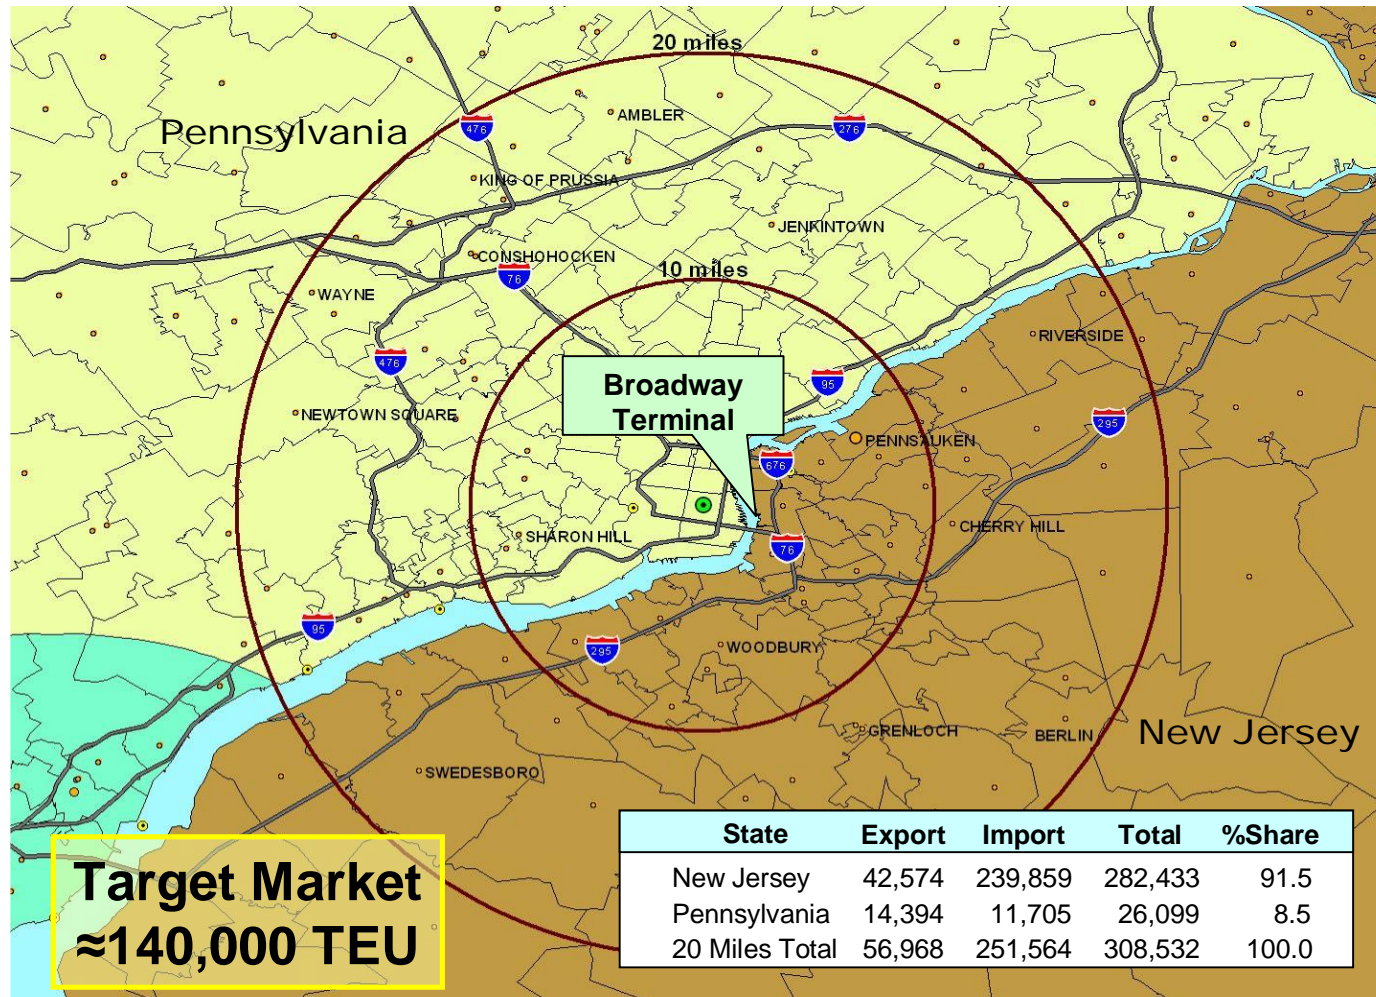 20 miles
Pennsylvania
AMBLER
476
276
KING OF PRUSSIA
JENKINTOWN
CONSHOHOCKEN
10 miles
76
WAYNE
RIVERSIDE
476
Broadway
Terminal
95
NEWTOWN SQUARE
295
PENNSAUKEN
676
CHERRY HILL
SHARON HILL
76
95
295
WOODBURY
GRENLOCH
BERLIN
New Jersey
SWEDESBORO
State Export Import Total %Share
New Jersey 42,574 239,859 282,433 91.5
Pennsylvania 14,394 11,705 26,099 8.5
20 Miles Total 56,968 251,564 308,532 100.0
Target Market
≈140,000 TEU